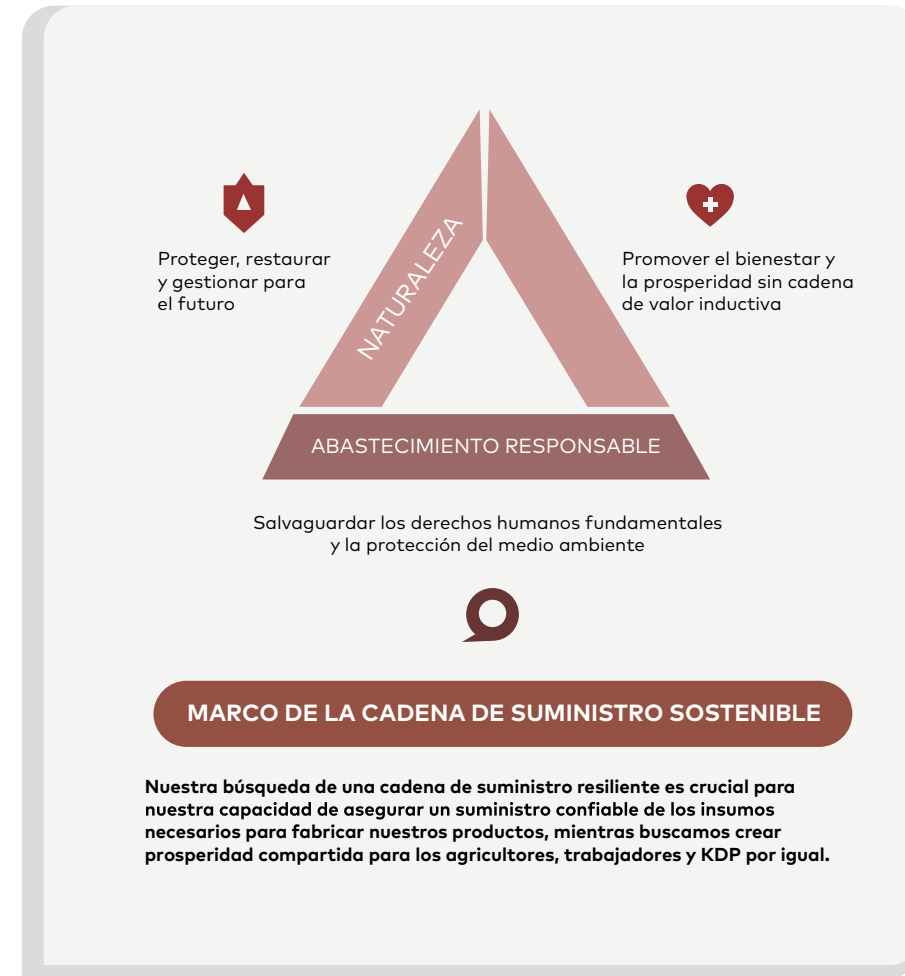 Proteger, restaurar
y gestionar para
el futuro
NATURALEZA
Promover el bienestar y
la prosperidad sin cadena
de valor inductiva
ABASTECIMIENTO RESPONSABLE
Salvaguardar los derechos humanos fundamentales
y la protección del medio ambiente
MARCO DE LA CADENA DE SUMINISTRO SOSTENIBLE
Nuestra búsqueda de una cadena de suministro resiliente es crucial para
nuestra capacidad de asegurar un suministro confiable de los insumos
necesarios para fabricar nuestros productos, mientras buscamos crear
prosperidad compartida para los agricultores, trabajadores y KDP por igual.